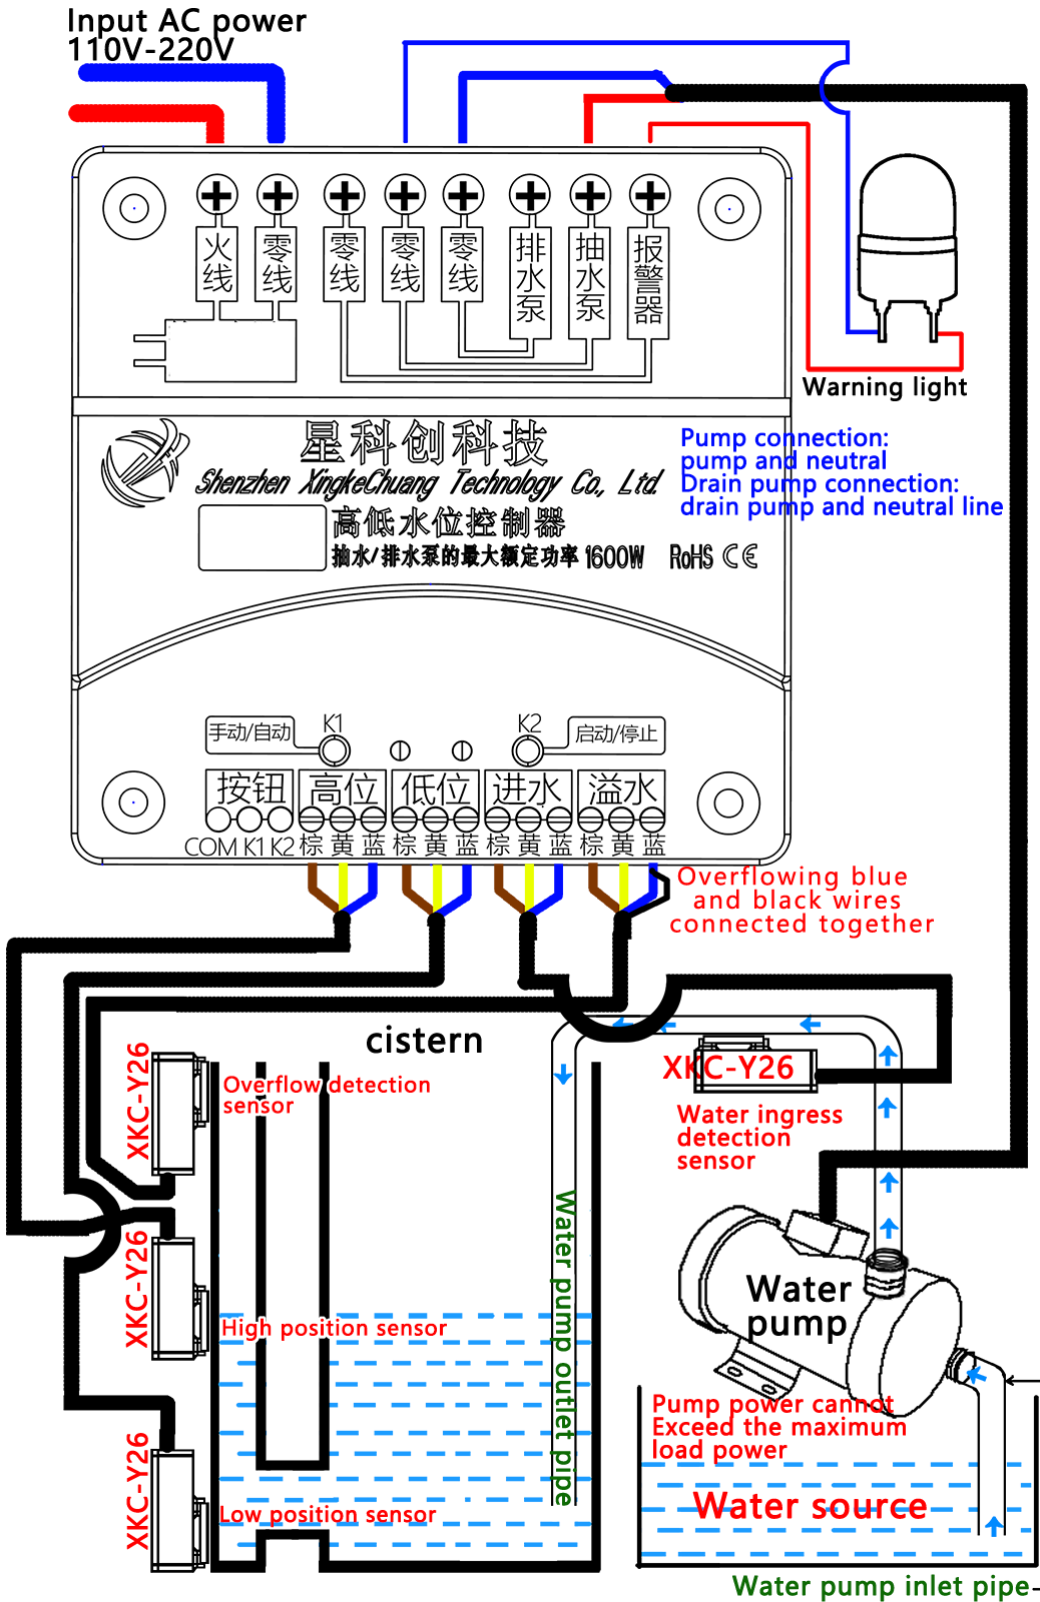 Input AC power
110V-220V
火线
零线
零线
零线
零线
排水泵
抽水泵
报警器
Warning light
星科创科技
Shenzhen XingkeChuang Technology Co., Ltd.
高低水位控制器
抽水/排水泵的最大额定功率 1600W RoHS CE
Pump connection:
pump and neutral
Drain pump connection:
drain pump and neutral line
手动/自动
K1
K2
启动/停止
按钮
高位
低位
进水
溢水
COM K1 K2 棕 黄 蓝 棕 黄 蓝 棕 黄 蓝 棕 黄 蓝
Overflowing blue
and black wires
connected together
cistern
XKC-Y26
Overflow detection
sensor
XKC-Y26
Water ingress
detection
sensor
XKC-Y26
High position sensor
Water pump outlet pipe
Water
pump
Pump power cannot
Exceed the maximum
load power
XKC-Y26
Low position sensor
Water source
Water pump inlet pipe